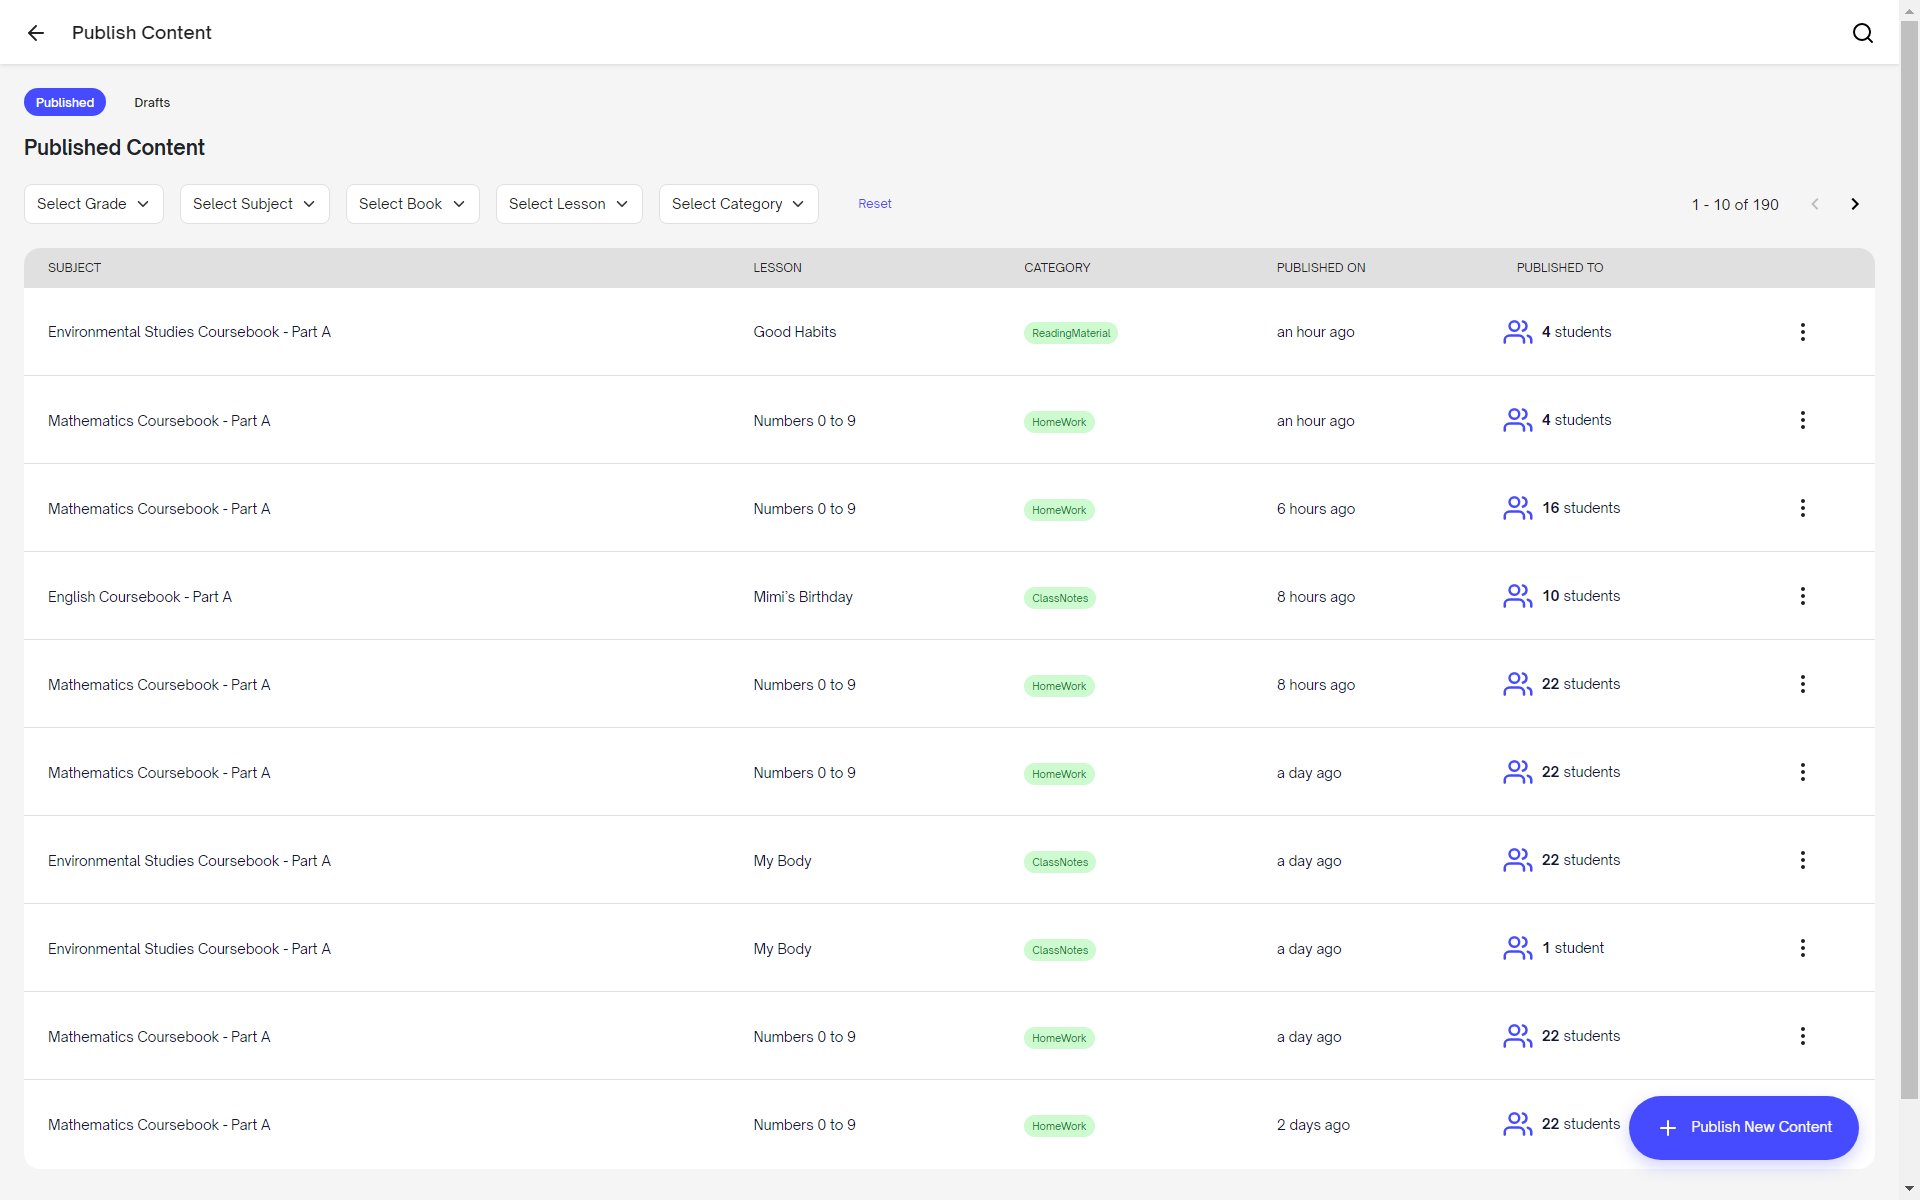 Publish Content
Published Drafts
Published Content
Select Grade Select Subject Select Book Select Lesson Select Category Reset 1 - 10 of 190
SUBJECT LESSON CATEGORY PUBLISHED ON PUBLISHED TO
Environmental Studies Coursebook - Part A Good Habits ReadingMaterial an hour ago 4 students
Mathematics Coursebook - Part A Numbers 0 to 9 HomeWork an hour ago 4 students
Mathematics Coursebook - Part A Numbers 0 to 9 HomeWork 6 hours ago 16 students
English Coursebook - Part A Mimi’s Birthday ClassNotes 8 hours ago 10 students
Mathematics Coursebook - Part A Numbers 0 to 9 HomeWork 8 hours ago 22 students
Mathematics Coursebook - Part A Numbers 0 to 9 HomeWork a day ago 22 students
Environmental Studies Coursebook - Part A My Body ClassNotes a day ago 22 students
Environmental Studies Coursebook - Part A My Body ClassNotes a day ago 1 student
Mathematics Coursebook - Part A Numbers 0 to 9 HomeWork a day ago 22 students
Mathematics Coursebook - Part A Numbers 0 to 9 HomeWork 2 days ago 22 students
Publish New Content